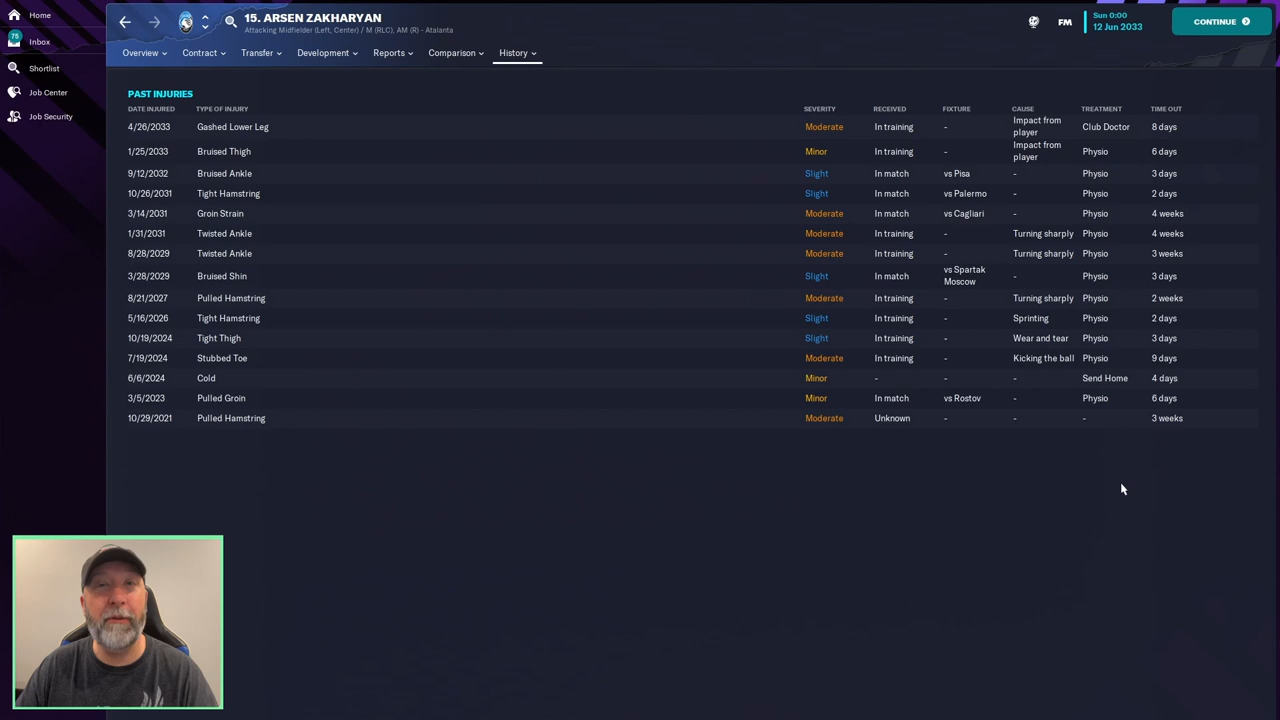 Home
75
Inbox
Shortlist
Job Center
Job Security
15. ARSEN ZAKHARYAN
Attacking Midfielder (Left, Center) / M (RLC), AM (R) - Atalanta
FM
Sun 0:00
12 Jun 2033
CONTINUE
Overview
Contract
Transfer
Development
Reports
Comparison
History
PAST INJURIES
DATE INJURED TYPE OF INJURY SEVERITY RECEIVED FIXTURE CAUSE TREATMENT TIME OUT
4/26/2033 Gashed Lower Leg Moderate In training - Impact from player Club Doctor 8 days
1/25/2033 Bruised Thigh Minor In training - Impact from player Physio 6 days
9/12/2032 Bruised Ankle Slight In match vs Pisa - Physio 3 days
10/26/2031 Tight Hamstring Slight In match vs Palermo - Physio 2 days
3/14/2031 Groin Strain Moderate In match vs Cagliari - Physio 4 weeks
1/31/2031 Twisted Ankle Moderate In training - Turning sharply Physio 4 weeks
8/28/2029 Twisted Ankle Moderate In training - Turning sharply Physio 3 weeks
3/28/2029 Bruised Shin Slight In match vs Spartak Moscow - Physio 3 days
8/21/2027 Pulled Hamstring Moderate In training - Turning sharply Physio 2 weeks
5/16/2026 Tight Hamstring Slight In training - Sprinting Physio 2 days
10/19/2024 Tight Thigh Slight In training - Wear and tear Physio 3 days
7/19/2024 Stubbed Toe Moderate In training - Kicking the ball Physio 9 days
6/6/2024 Cold Minor - - - Send Home 4 days
3/5/2023 Pulled Groin Minor In match vs Rostov - Physio 6 days
10/29/2021 Pulled Hamstring Moderate Unknown - - - 3 weeks